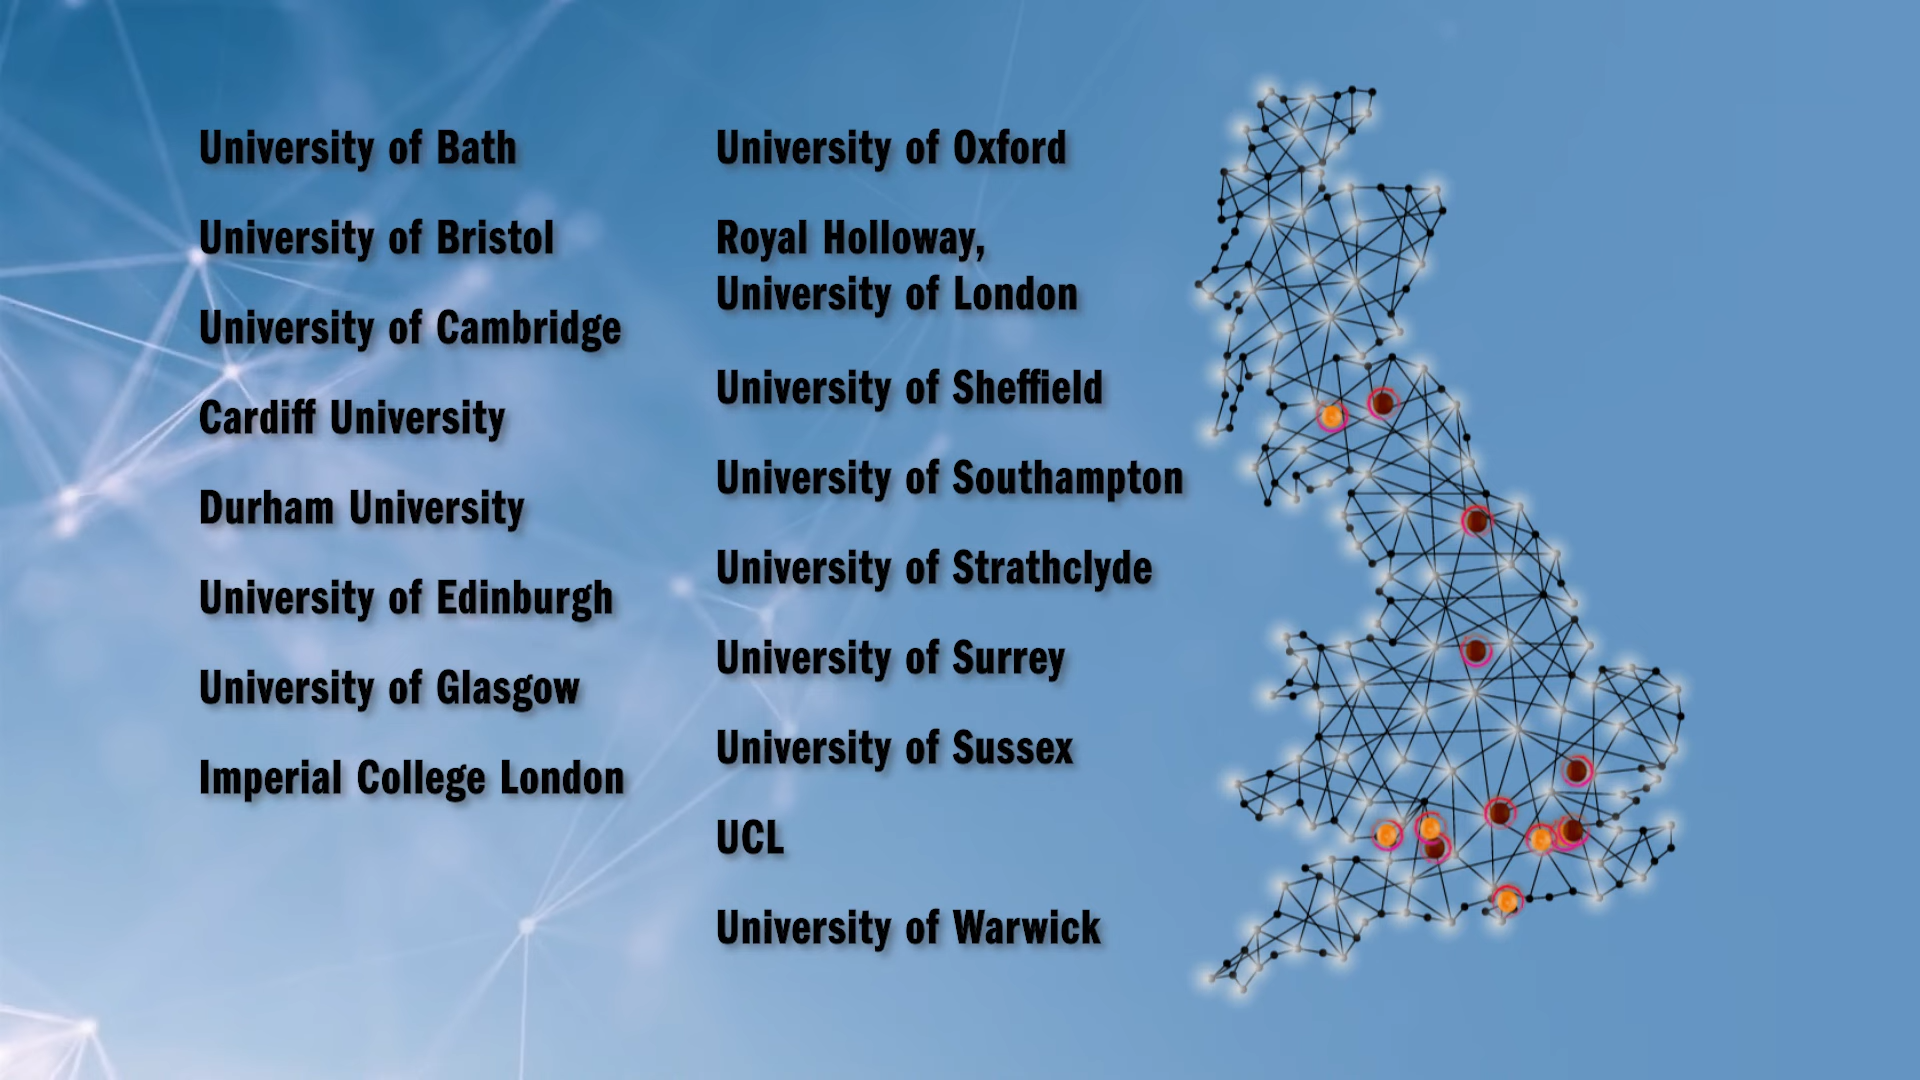 University of Bath
University of Bristol
University of Cambridge
Cardiff University
Durham University
University of Edinburgh
University of Glasgow
Imperial College London
University of Oxford
Royal Holloway,
University of London
University of Sheffield
University of Southampton
University of Strathclyde
University of Surrey
University of Sussex
UCL
University of Warwick